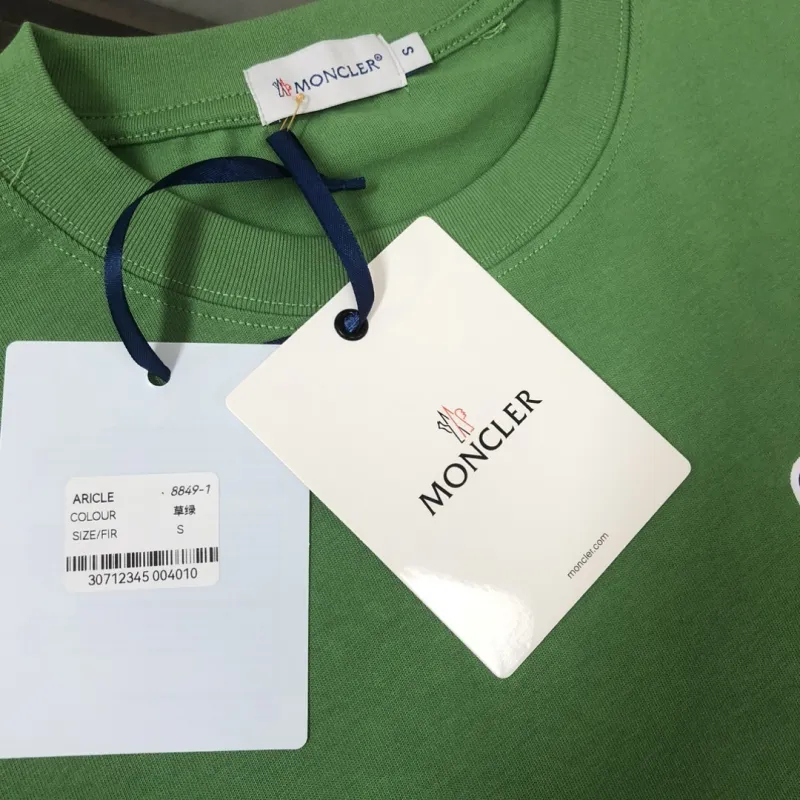 MONCLER®
S
MONCLER
moncler.com
ARICLE . 8849-1
COLOUR 草绿
SIZE/FIR S
30712345 004010